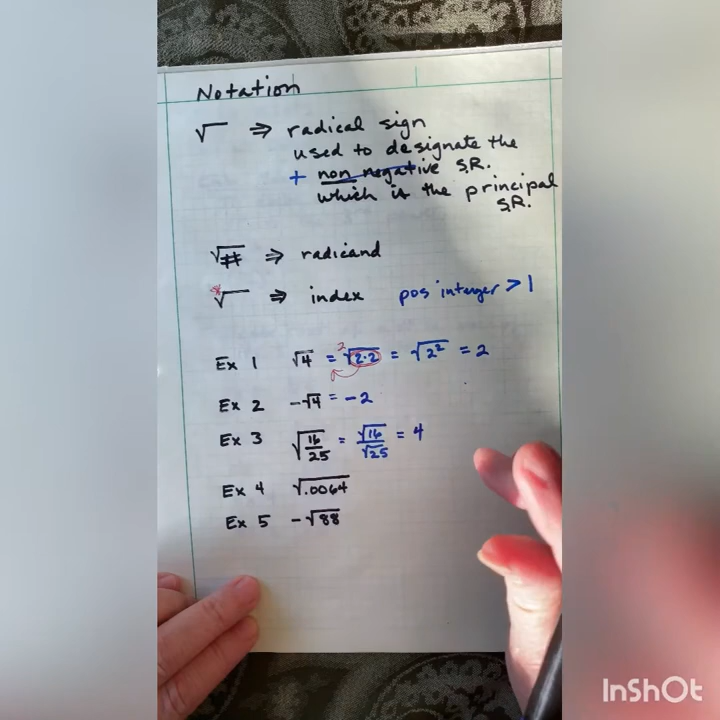 Notation
√ ⇒ radical sign
used to designate the
+ non negative S.R.
which is the principal
S.R.
√# ⇒ radicand
*√ ⇒ index pos interger > 1
Ex 1 √4 = ²√2·2 = √2² = 2
Ex 2 -√4 = -2
Ex 3 √16/25 = √16/√25 = 4
Ex 4 √.0064
Ex 5 -√88
InShOt